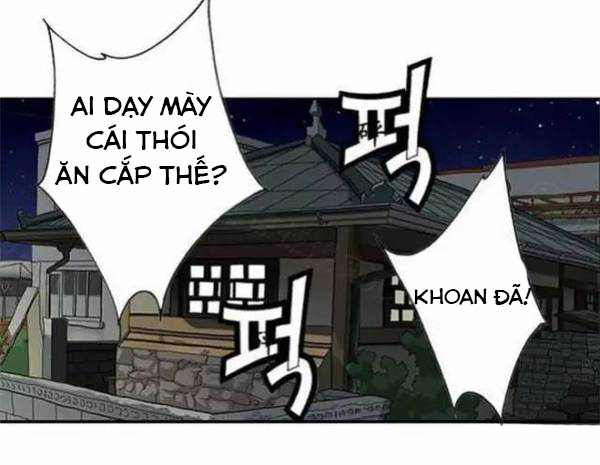 AI DẠY MÀY
CÁI THÓI
ĂN CẮP THẾ?
퍽
퍽
KHOAN ĐÃ!